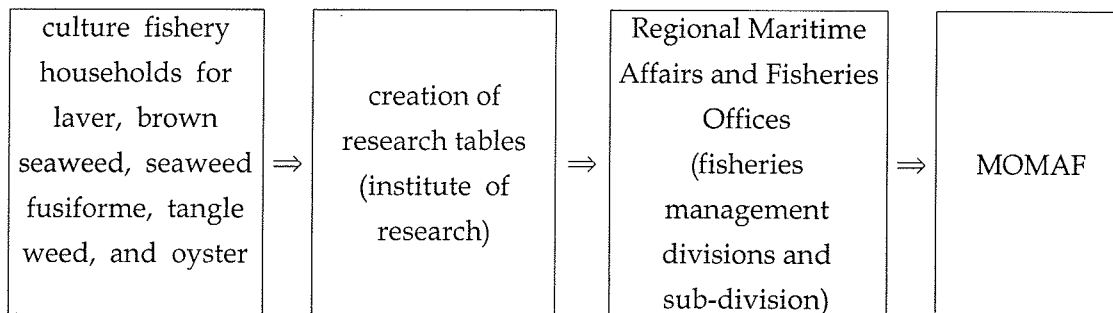 culture fishery
households for
laver, brown
seaweed, seaweed
fusiforme, tangle
weed, and oyster
⇒
creation of
research tables
(institute of
research)
⇒
Regional Maritime
Affairs and Fisheries
Offices
(fisheries
management
divisions and
sub-division)
⇒
MOMAF